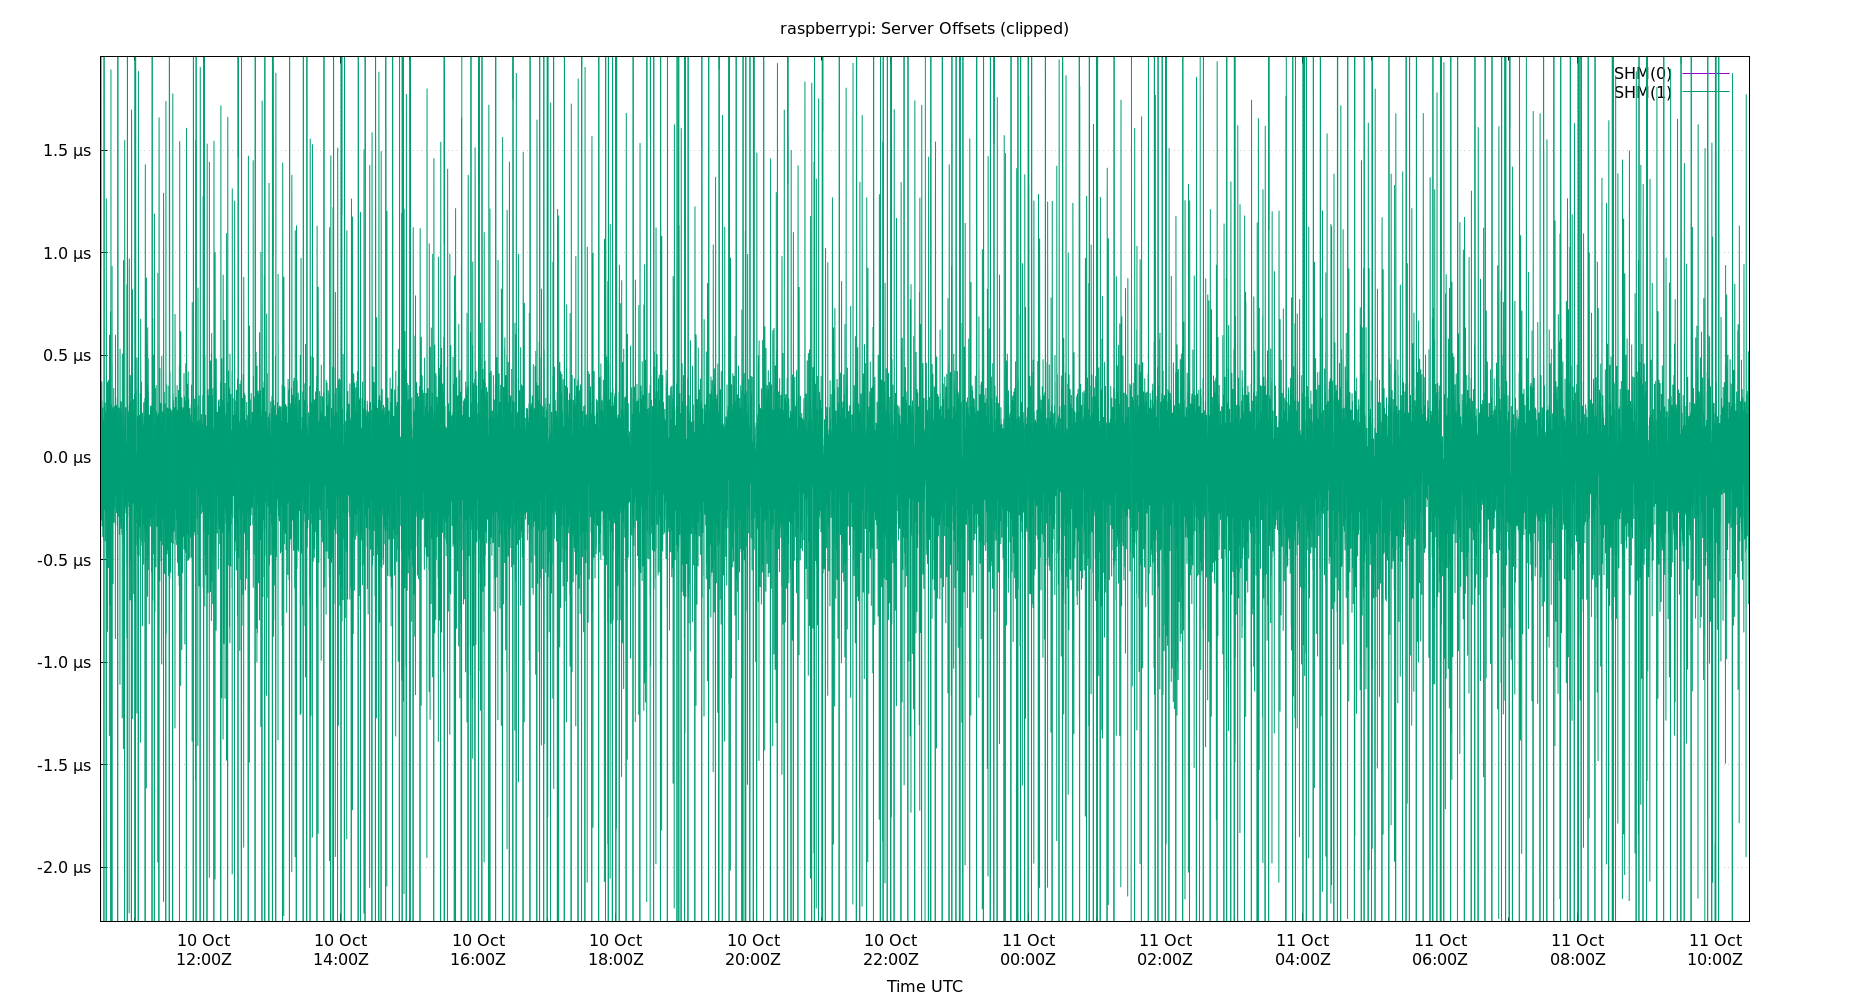 raspberrypi: Server Offsets (clipped)
SHM(0)
SHM(1)
1.5 µs
1.0 µs
0.5 µs
0.0 µs
-0.5 µs
-1.0 µs
-1.5 µs
-2.0 µs
10 Oct 10 Oct 10 Oct 10 Oct 10 Oct 10 Oct 11 Oct 11 Oct 11 Oct 11 Oct 11 Oct 11 Oct
12:00Z 14:00Z 16:00Z 18:00Z 20:00Z 22:00Z 00:00Z 02:00Z 04:00Z 06:00Z 08:00Z 10:00Z
Time UTC